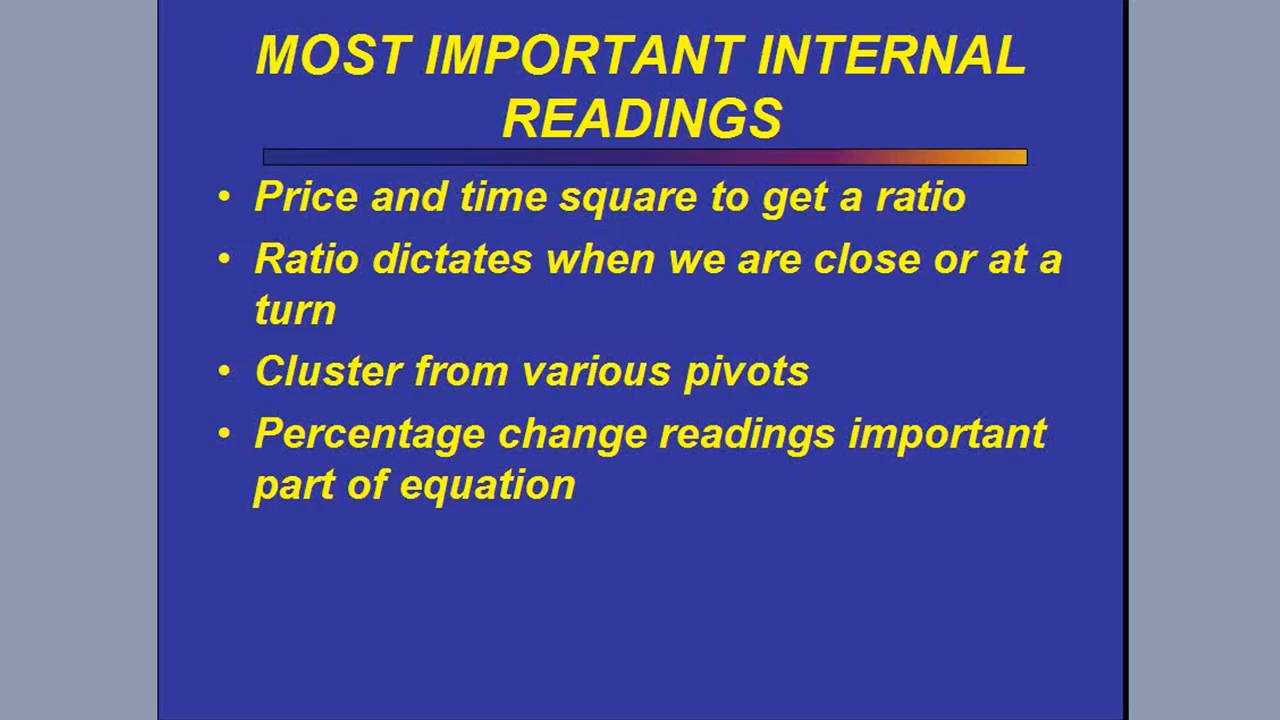 MOST IMPORTANT INTERNAL
READINGS
• Price and time square to get a ratio
• Ratio dictates when we are close or at a
turn
• Cluster from various pivots
• Percentage change readings important
part of equation